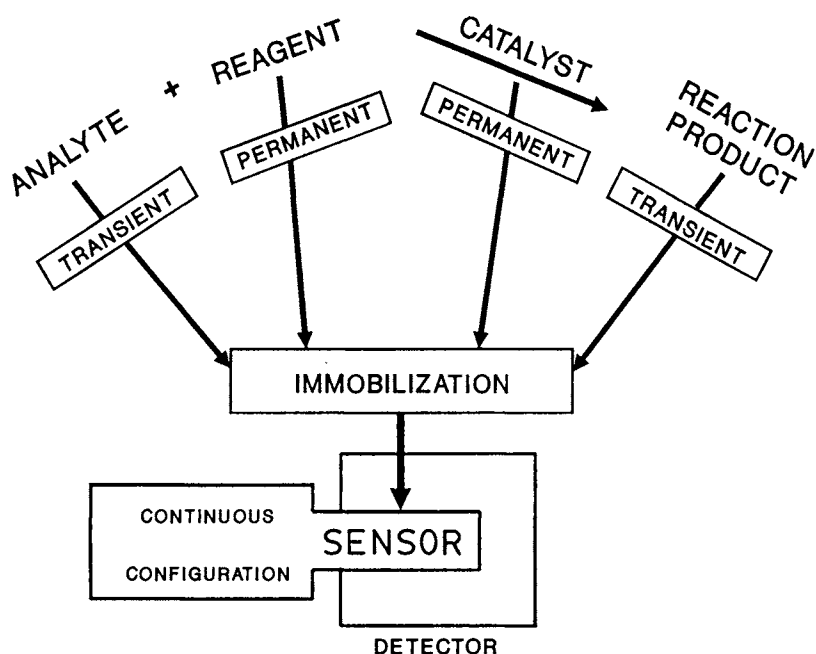 ANALYTE + REAGENT
CATALYST
REACTION
PRODUCT
TRANSIENT
PERMANENT
PERMANENT
TRANSIENT
IMMOBILIZATION
CONTINUOUS
CONFIGURATION
SENSOR
DETECTOR